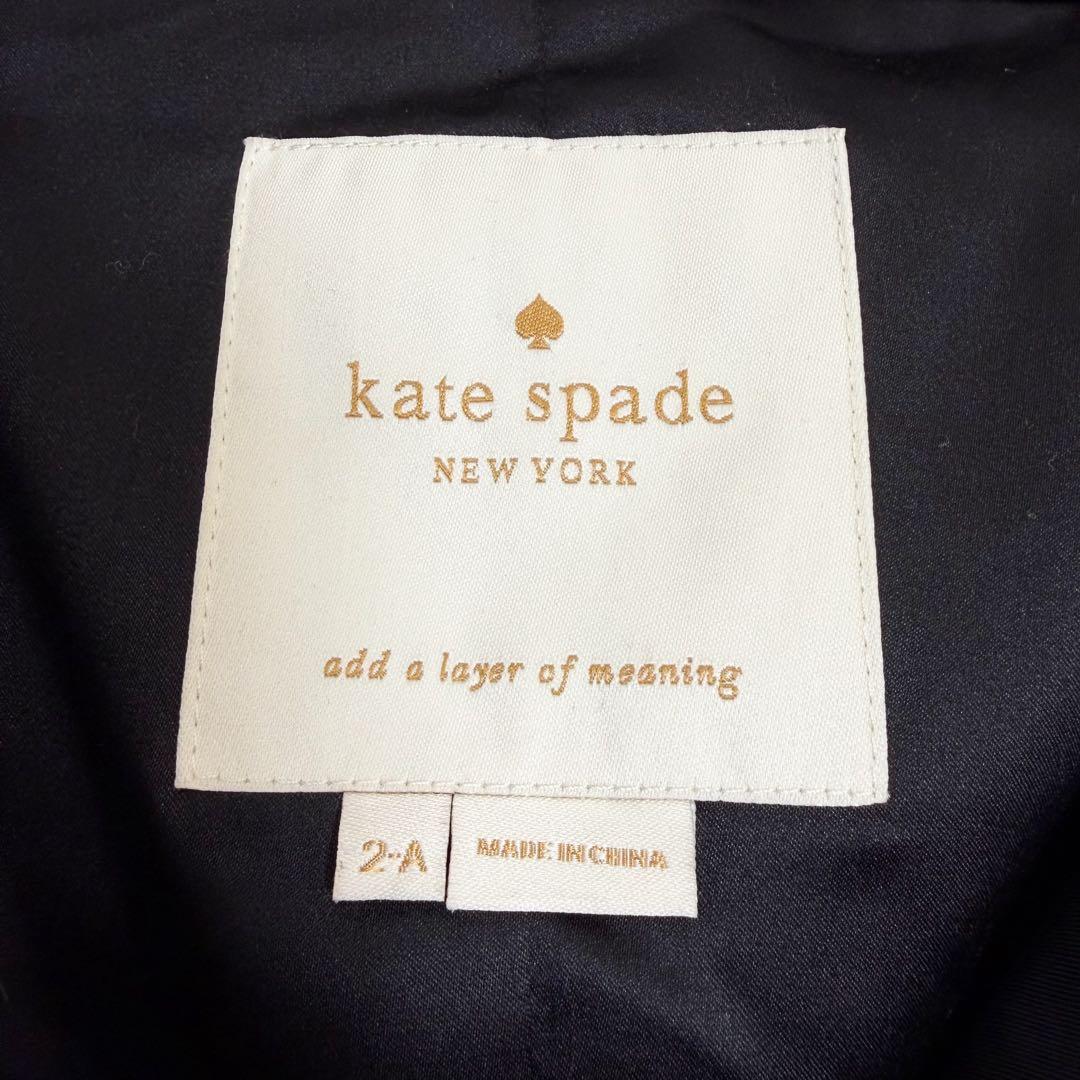 kate spade
NEW YORK
add a layer of meaning
2-A
MADE IN CHINA